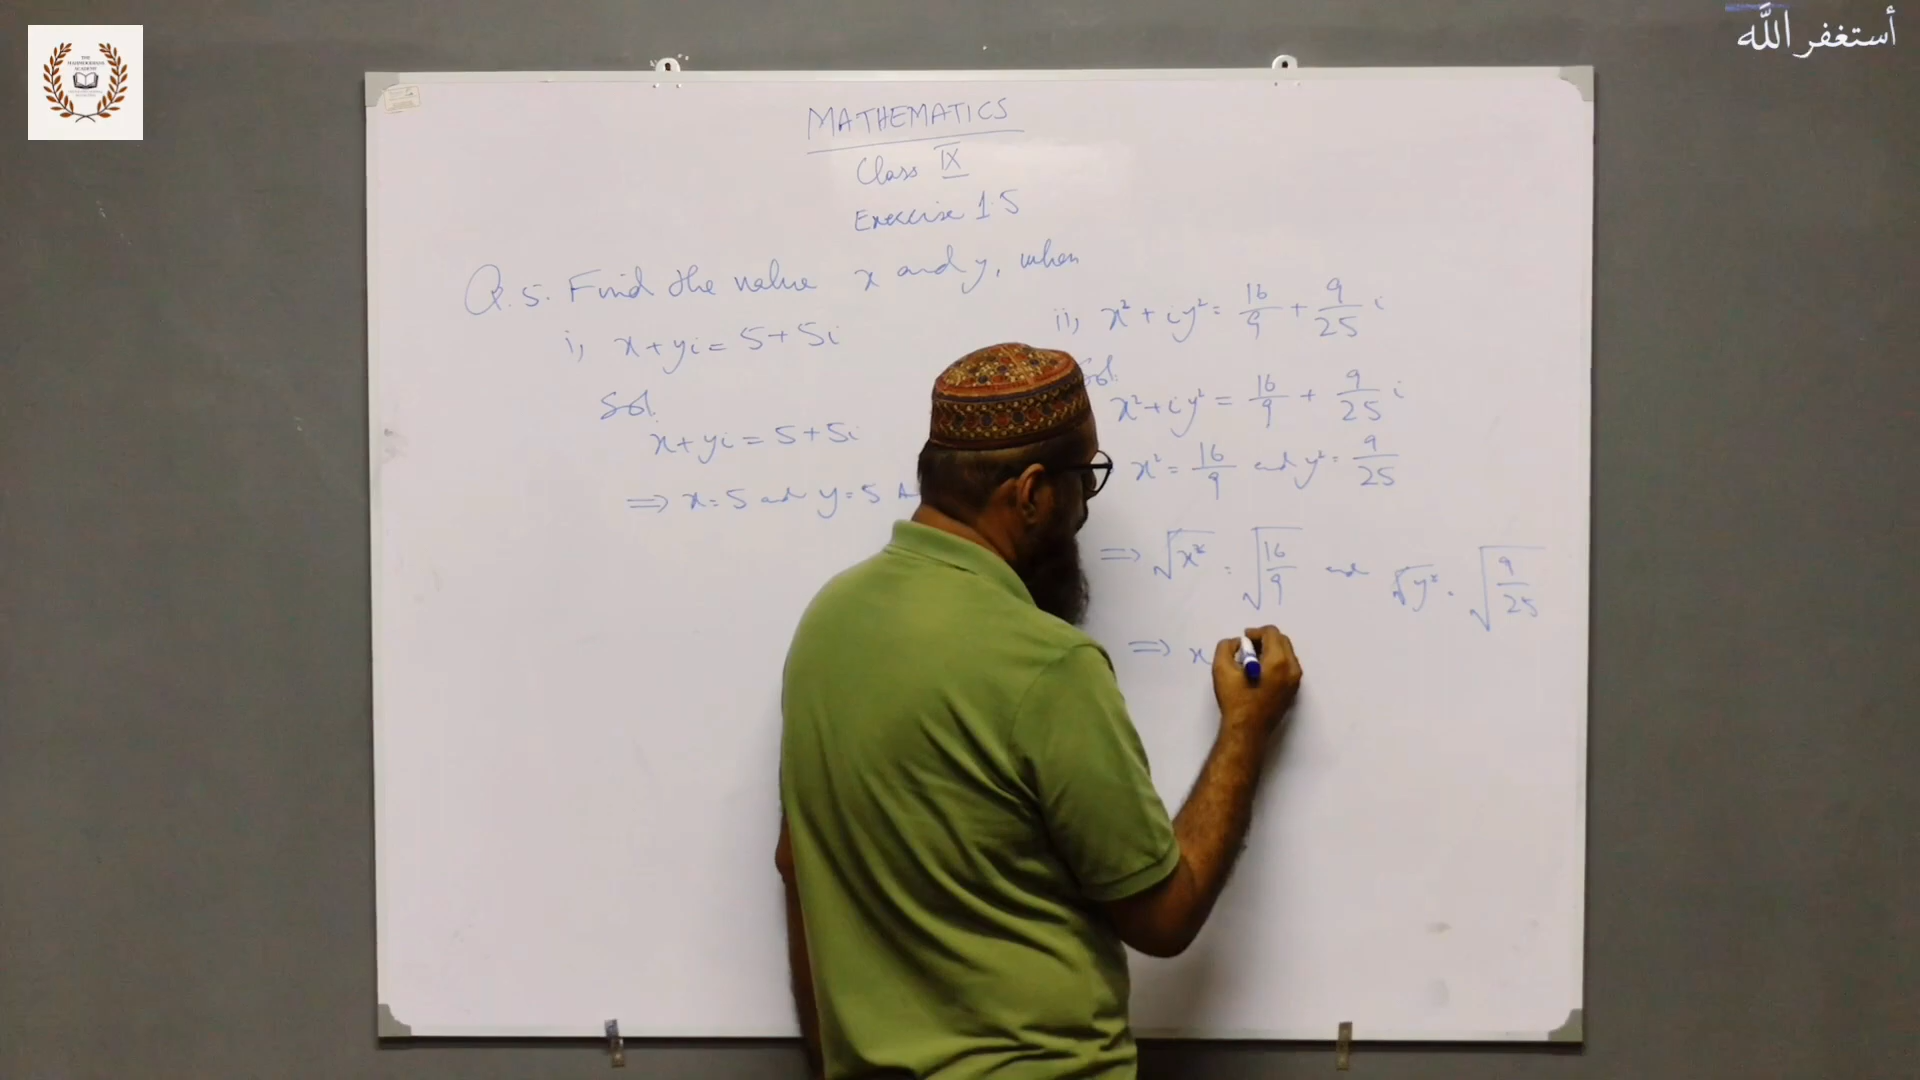 أستغفر الله
THE
ACADEMY
MATHEMATICS
Class IX
Exercise 1.5
Q.5. Find the value x and y, when
i, x+yi = 5+5i
Sol.
x+yi = 5+5i
⇒ x=5 and y=5
ii, x²+iy² = 16/9 + 9/25 i
Sol.
x²+iy² = 16/9 + 9/25 i
x² = 16/9 and y² = 9/25
⇒ √x² = √16/9 and √y² = √9/25
⇒ x